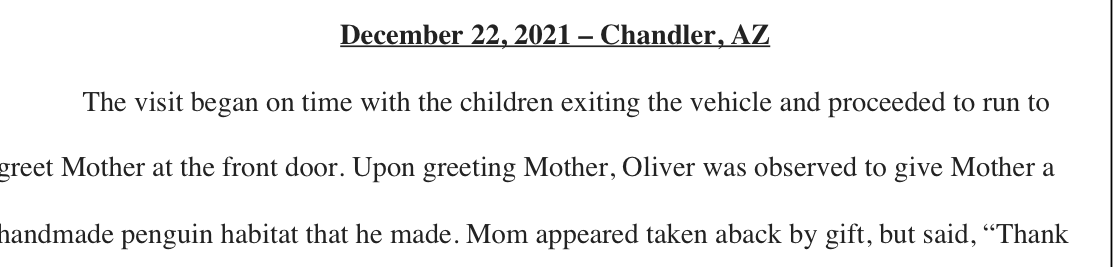 December 22, 2021 – Chandler, AZ
The visit began on time with the children exiting the vehicle and proceeded to run to
greet Mother at the front door. Upon greeting Mother, Oliver was observed to give Mother a
handmade penguin habitat that he made. Mom appeared taken aback by gift, but said, “Thank